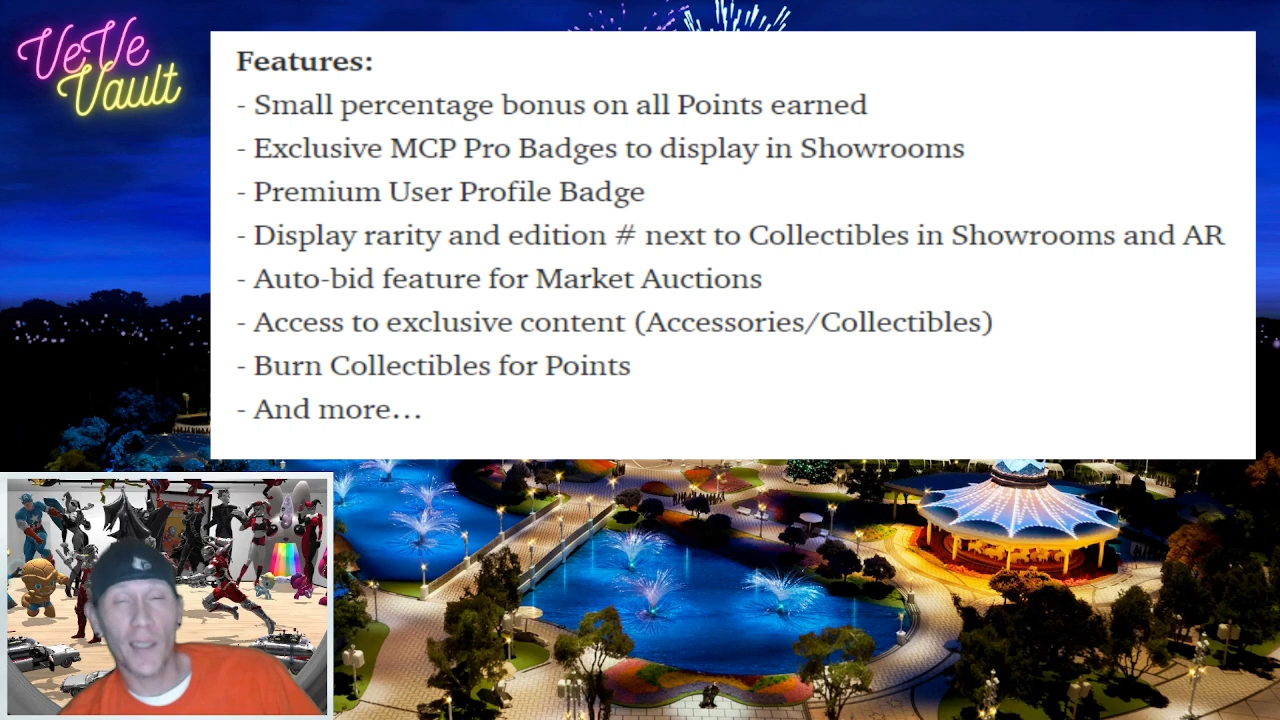 VeVe
Vault
Features:
- Small percentage bonus on all Points earned
- Exclusive MCP Pro Badges to display in Showrooms
- Premium User Profile Badge
- Display rarity and edition # next to Collectibles in Showrooms and AR
- Auto-bid feature for Market Auctions
- Access to exclusive content (Accessories/Collectibles)
- Burn Collectibles for Points
- And more…